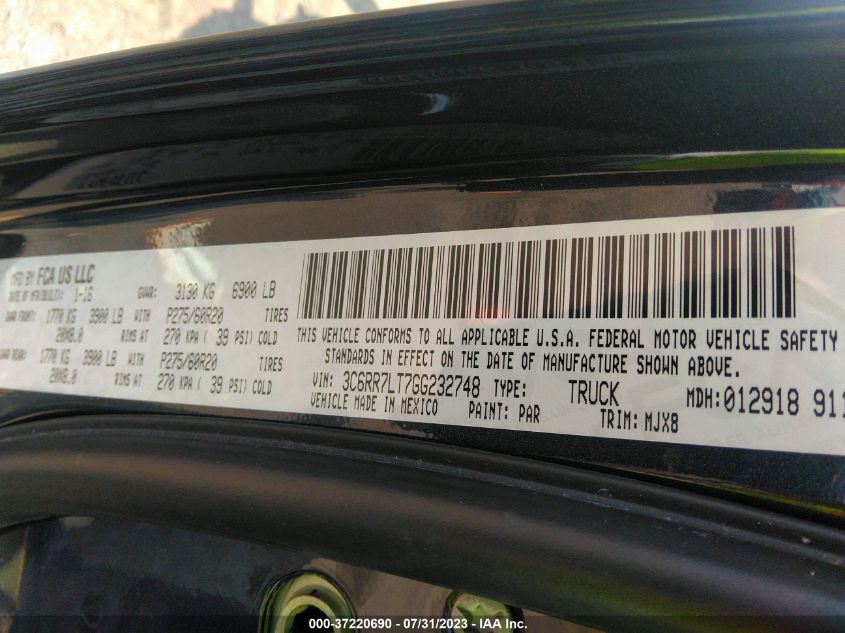 MFD BY FCA US LLC
DATE OF MFR/BUILT: 1-16 GVWR: 3130 KG 6900 LB
GAWR FRONT: 1770 KG 3900 LB WITH P275/60R20 TIRES
20X8.0 RIMS AT 270 KPA ( 39 PSI) COLD
GAWR REAR: 1770 KG 3900 LB WITH P275/60R20 TIRES
20X8.0 RIMS AT 270 KPA ( 39 PSI) COLD
THIS VEHICLE CONFORMS TO ALL APPLICABLE U.S.A. FEDERAL MOTOR VEHICLE SAFETY
STANDARDS IN EFFECT ON THE DATE OF MANUFACTURE SHOWN ABOVE.
VIN: 3C6RR7LT7GG232748 TYPE: TRUCK MDH: 012918 911
VEHICLE MADE IN MEXICO PAINT: PAR TRIM: MJX8
000-37220690 - 07/31/2023 - IAA Inc.